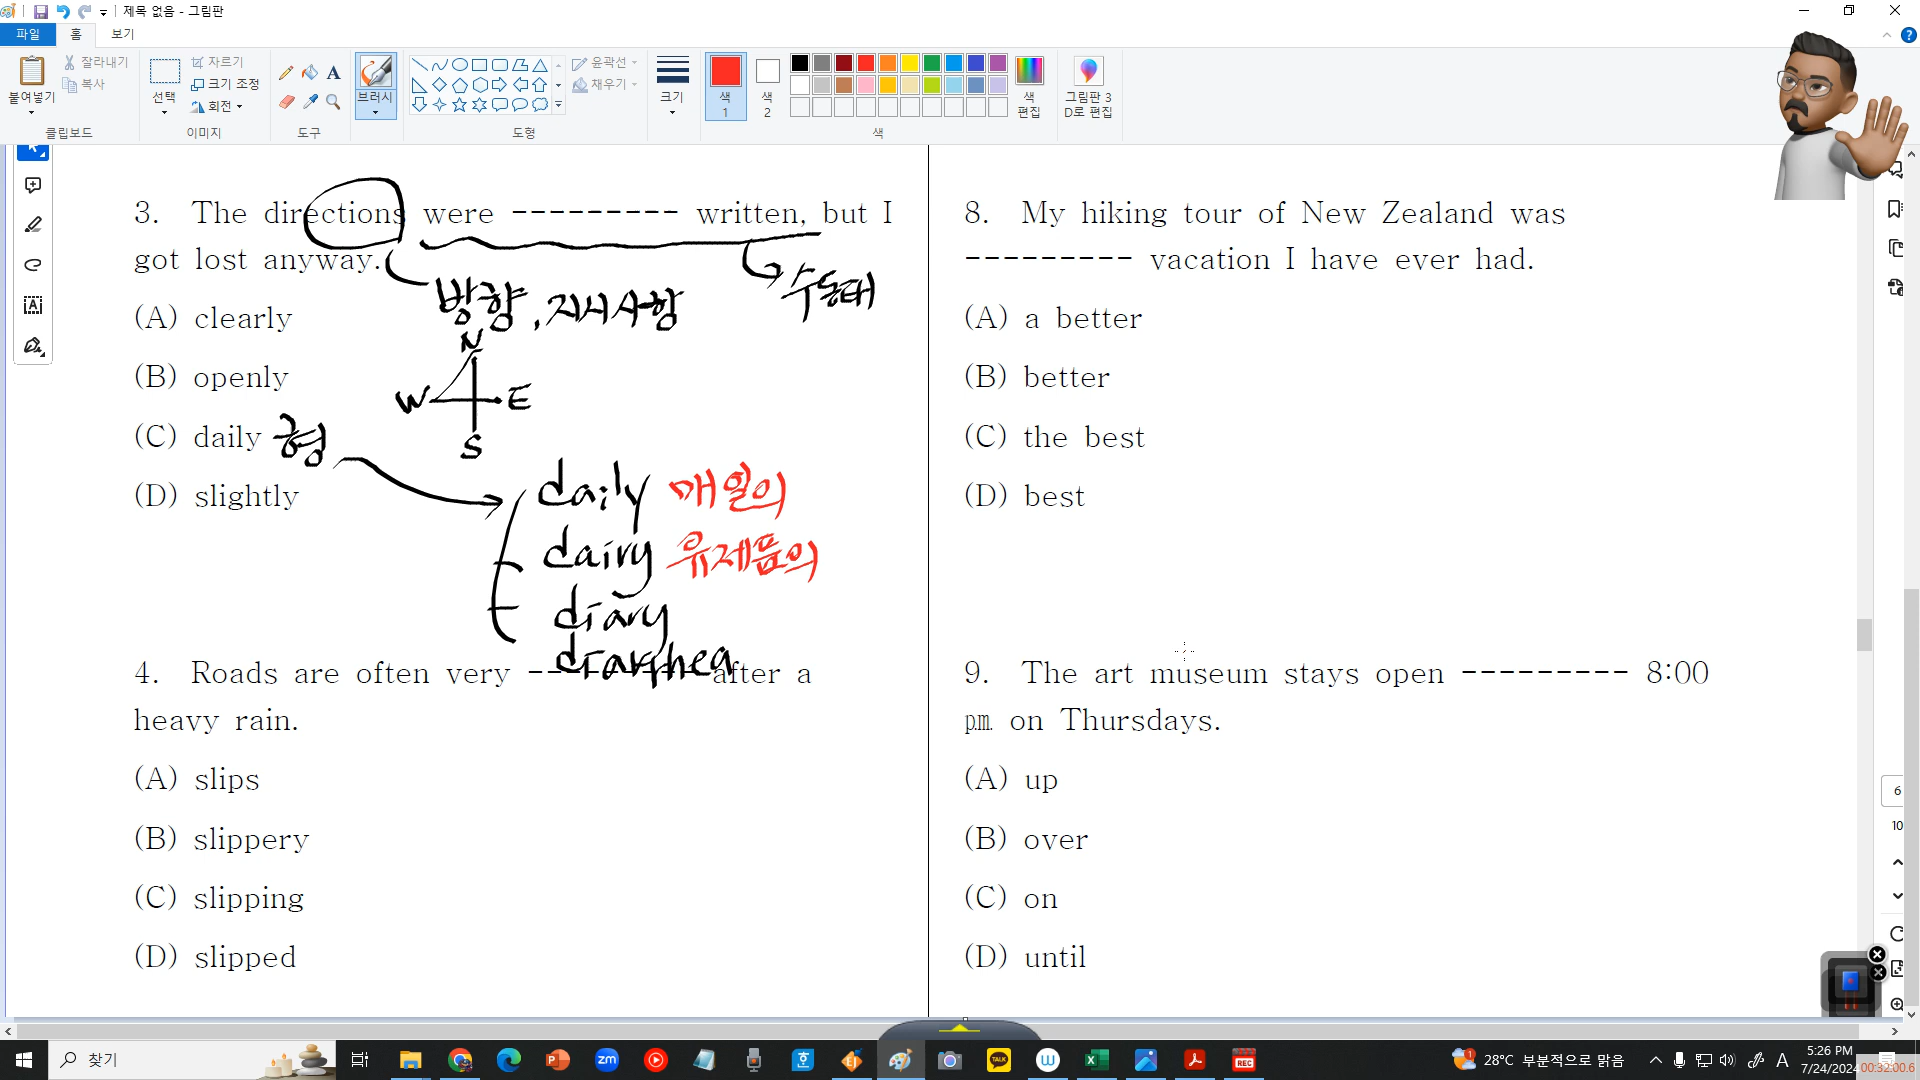 제목 없음 - 그림판
파일 홈 보기
붙여넣기 잘라내기 복사 클립보드
선택 자르기 크기 조정 회전 이미지
A 도구
브러시
윤곽선 채우기 도형
크기
색 1 색 2 색 편집 색
그림판 3D로 편집
3. The directions were --------- written, but I
got lost anyway.
방향, 지시사항
수동태
(A) clearly
(B) openly
(C) daily 형
(D) slightly
N
W E
S
daily 매일의
dairy 유제품의
diary
diarrhea
4. Roads are often very --------- after a
heavy rain.
(A) slips
(B) slippery
(C) slipping
(D) slipped
8. My hiking tour of New Zealand was
--------- vacation I have ever had.
(A) a better
(B) better
(C) the best
(D) best
9. The art museum stays open --------- 8:00
p.m. on Thursdays.
(A) up
(B) over
(C) on
(D) until
6
10
찾기
28°C 부분적으로 맑음 A 5:26 PM
7/24/2024 00:32:00.6